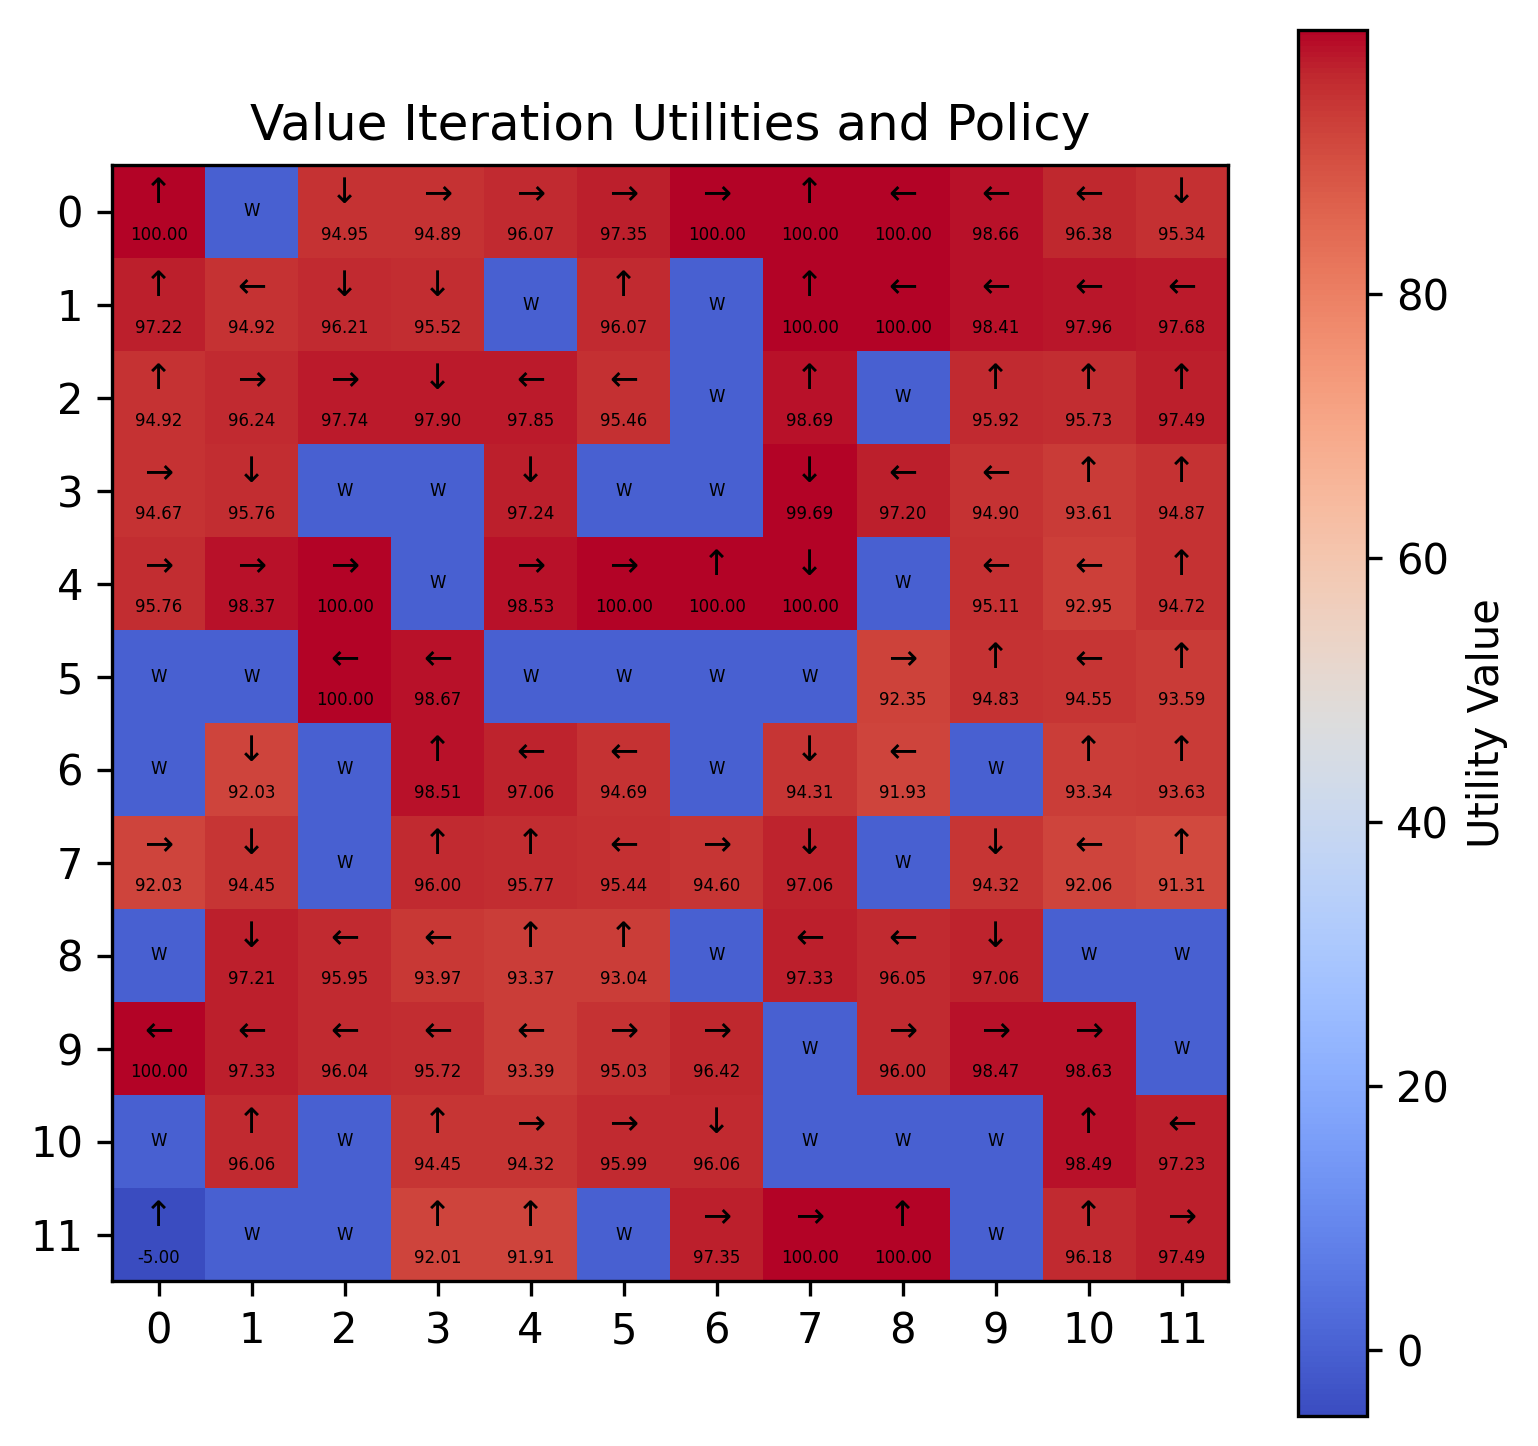 Value Iteration Utilities and Policy
0 ↑ W ↓ → → → → ↑ ← ← ← ↓
100.00 94.95 94.89 96.07 97.35 100.00 100.00 100.00 98.66 96.38 95.34
1 ↑ ← ↓ ↓ W ↑ W ↑ ← ← ← ←
97.22 94.92 96.21 95.52 96.07 100.00 100.00 98.41 97.96 97.68
2 ↑ → → ↓ ← ← W ↑ W ↑ ↑ ↑
94.92 96.24 97.74 97.90 97.85 95.46 98.69 95.92 95.73 97.49
3 → ↓ W W ↓ W W ↓ ← ← ↑ ↑
94.67 95.76 97.24 99.69 97.20 94.90 93.61 94.87
4 → → → W → → ↑ ↓ W ← ← ↑
95.76 98.37 100.00 98.53 100.00 100.00 100.00 95.11 92.95 94.72
5 W W ← ← W W W W → ↑ ← ↑
100.00 98.67 92.35 94.83 94.55 93.59
6 W ↓ W ↑ ← ← W ↓ ← W ↑ ↑
92.03 98.51 97.06 94.69 94.31 91.93 93.34 93.63
7 → ↓ W ↑ ↑ ← → ↓ W ↓ ← ↑
92.03 94.45 96.00 95.77 95.44 94.60 97.06 94.32 92.06 91.31
8 W ↓ ← ← ↑ ↑ W ← ← ↓ W W
97.21 95.95 93.97 93.37 93.04 97.33 96.05 97.06
9 ← ← ← ← ← → → W → → → W
100.00 97.33 96.04 95.72 93.39 95.03 96.42 96.00 98.47 98.63
10 W ↑ W ↑ → → ↓ W W W ↑ ←
96.06 94.45 94.32 95.99 96.06 98.49 97.23
11 ↑ W W ↑ ↑ W → → ↑ W ↑ →
-5.00 92.01 91.91 97.35 100.00 100.00 96.18 97.49
0 1 2 3 4 5 6 7 8 9 10 11
80
60
40
20
0
Utility Value